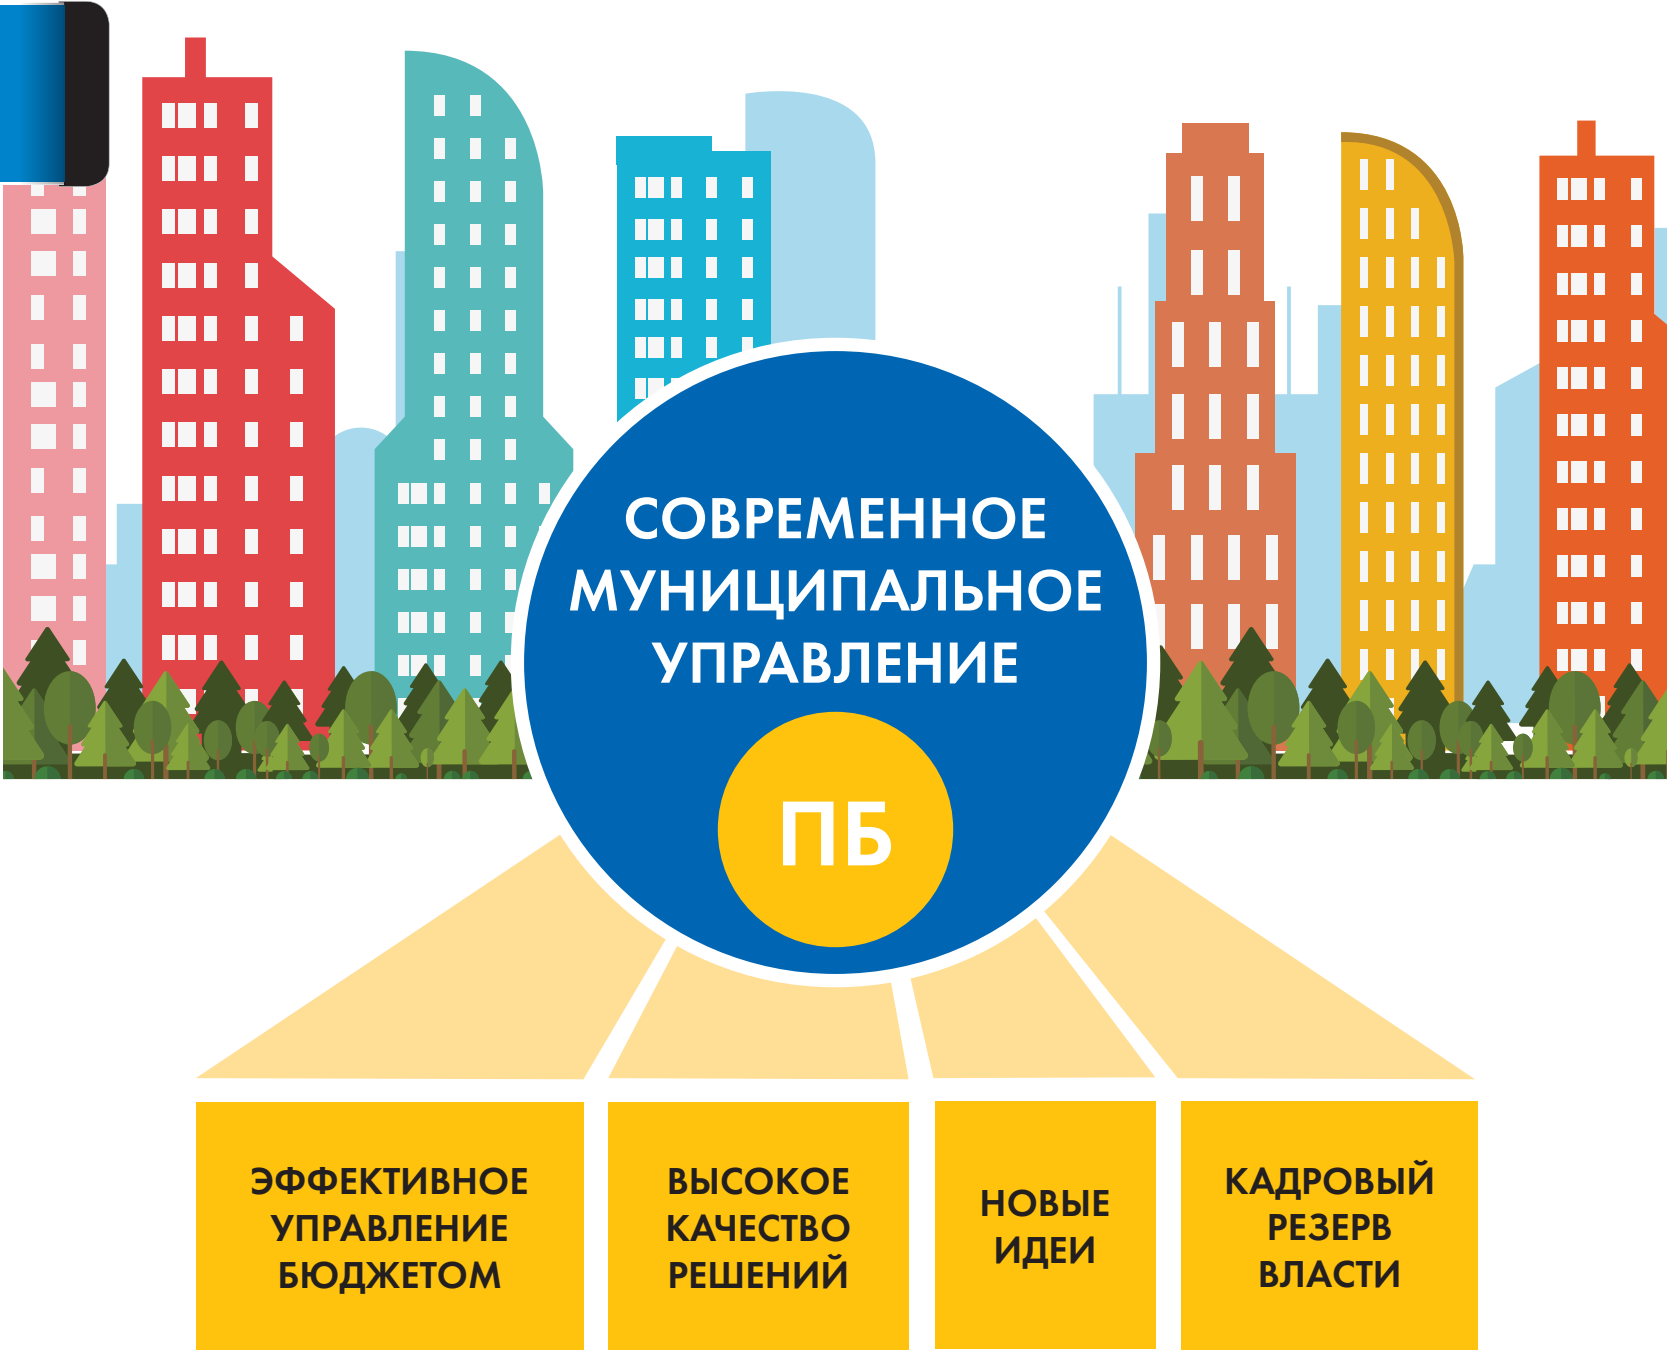 СОВРЕМЕННОЕ
МУНИЦИПАЛЬНОЕ
УПРАВЛЕНИЕ
ПБ
ЭФФЕКТИВНОЕ
УПРАВЛЕНИЕ
БЮДЖЕТОМ
ВЫСОКОЕ
КАЧЕСТВО
РЕШЕНИЙ
НОВЫЕ
ИДЕИ
КАДРОВЫЙ
РЕЗЕРВ
ВЛАСТИ